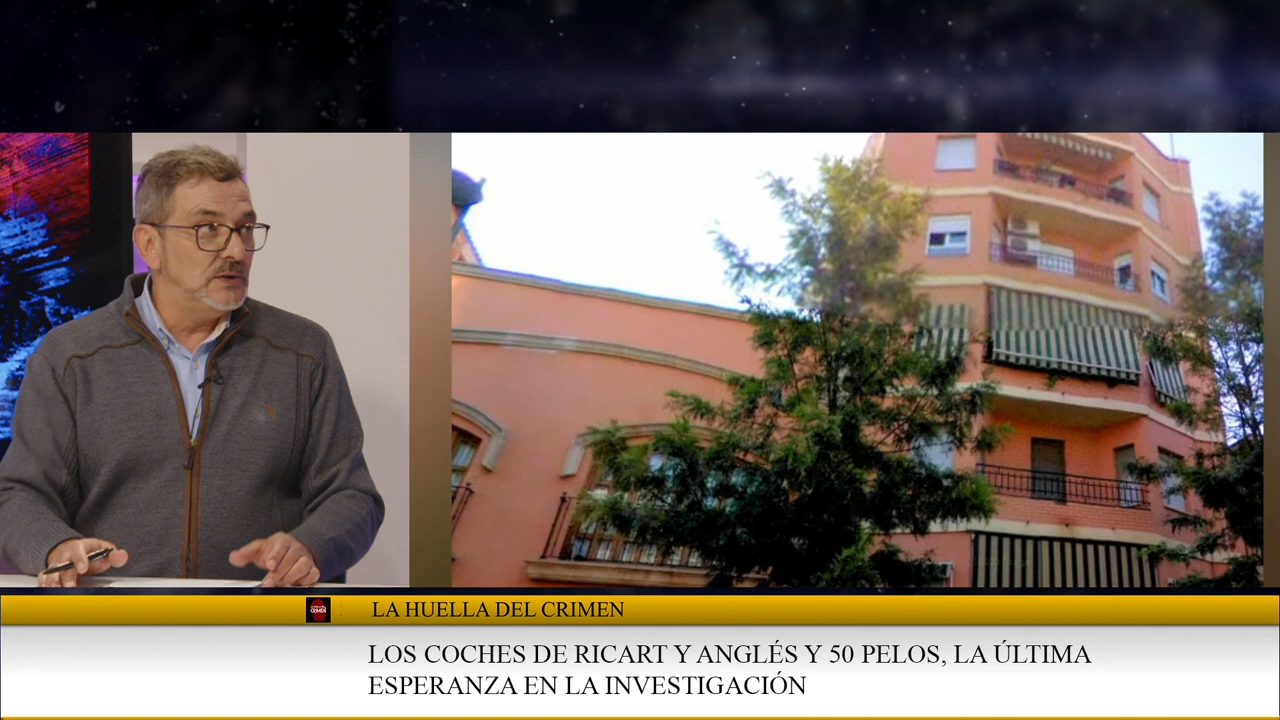 LA HUELLA DEL CRIMEN
LOS COCHES DE RICART Y ANGLÉS Y 50 PELOS, LA ÚLTIMA
ESPERANZA EN LA INVESTIGACIÓN